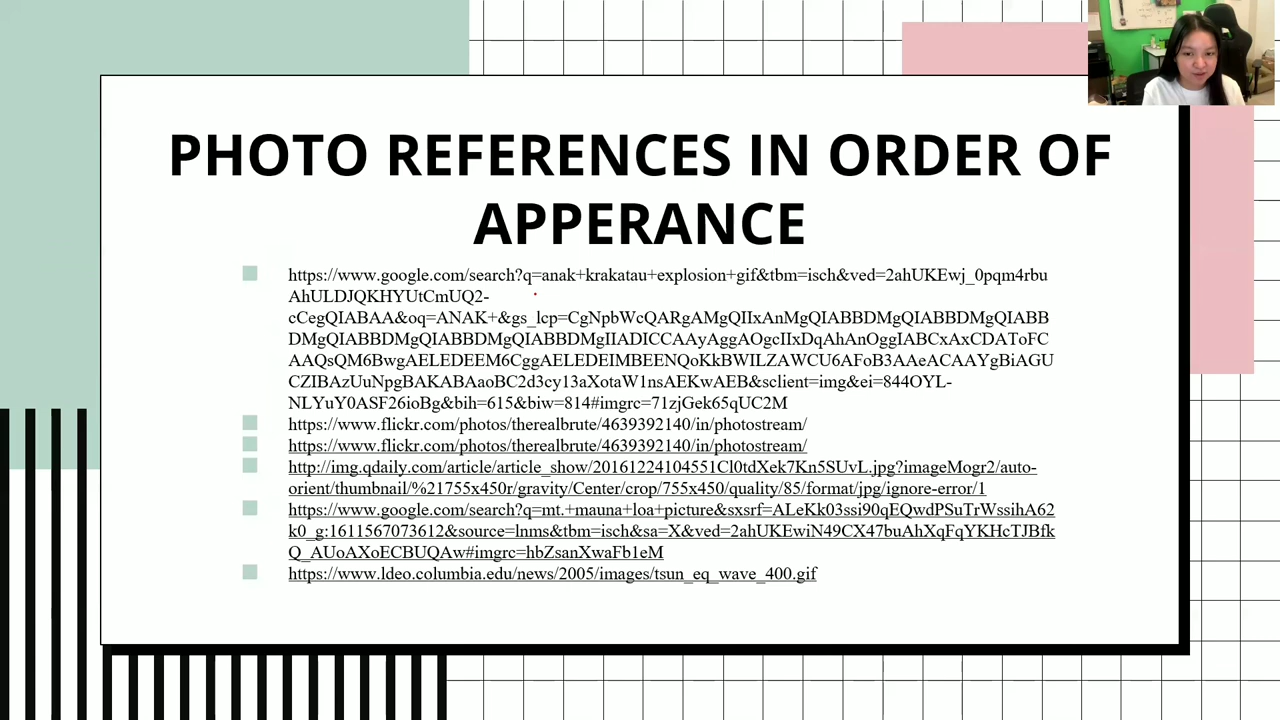 PHOTO REFERENCES IN ORDER OF
APPERANCE
https://www.google.com/search?q=anak+krakatau+explosion+gif&tbm=isch&ved=2ahUKEwj_0pqm4rbu
AhULDJQKHYUtCmUQ2-
cCegQIABAA&oq=ANAK+&gs_lcp=CgNpbWcQARgAMgQIIxAnMgQIABBDMgQIABBDMgQIABB
DMgQIABBDMgQIABBDMgQIABBDMgIIADICCAAyAggAOgcIIxDqAhAnOggIABCxAxCDAToFC
AAQsQM6BwgAELEDEEM6CggAELEDEIMBEENQoKkBWILZAWCU6AFoB3AAeACAAYgBiAGU
CZIBAzUuNpgBAKABAaoBC2d3cy13aXotaW1nsAEKwAEB&sclient=img&ei=844OYL-
NLYuY0ASF26ioBg&bih=615&biw=814#imgrc=71zjGek65qUC2M
https://www.flickr.com/photos/therealbrute/4639392140/in/photostream/
https://www.flickr.com/photos/therealbrute/4639392140/in/photostream/
http://img.qdaily.com/article/article_show/20161224104551Cl0tdXek7Kn5SUvL.jpg?imageMogr2/auto-
orient/thumbnail/%21755x450r/gravity/Center/crop/755x450/quality/85/format/jpg/ignore-error/1
https://www.google.com/search?q=mt.+mauna+loa+picture&sxsrf=ALeKk03ssi90qEQwdPSuTrWssihA62
k0_g:1611567073612&source=lnms&tbm=isch&sa=X&ved=2ahUKEwiN49CX47buAhXqFqYKHcTJBfk
Q_AUoAXoECBUQAw#imgrc=hbZsanXwaFb1eM
https://www.ldeo.columbia.edu/news/2005/images/tsun_eq_wave_400.gif